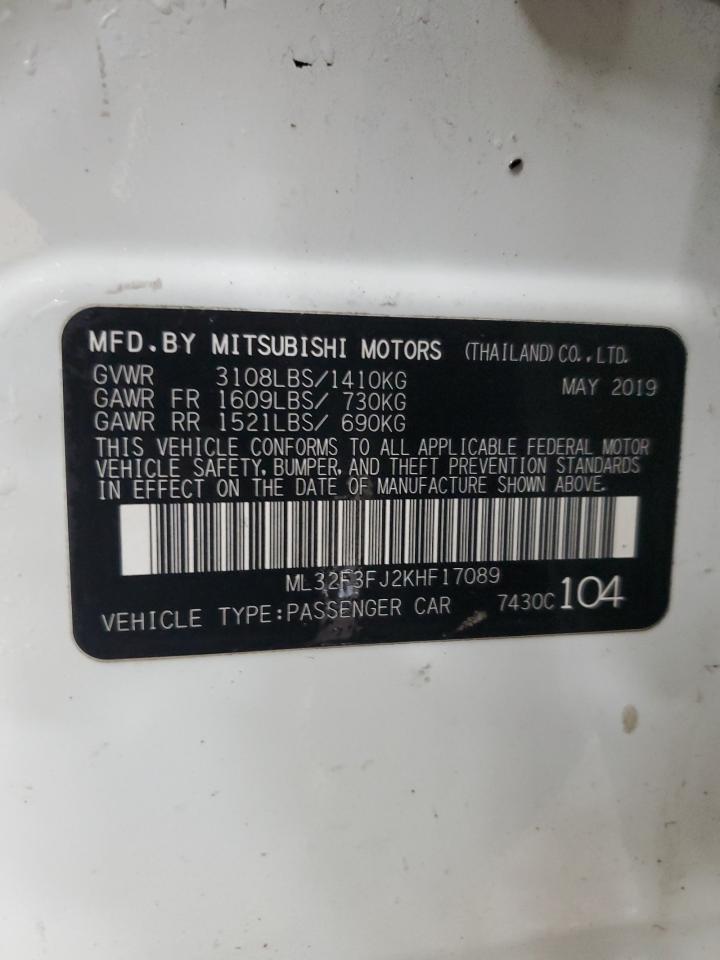 MFD.BY MITSUBISHI MOTORS (THAILAND) CO., LTD.
GVWR 3108LBS/1410KG MAY 2019
GAWR FR 1609LBS/ 730KG
GAWR RR 1521LBS/ 690KG
THIS VEHICLE CONFORMS TO ALL APPLICABLE FEDERAL MOTOR
VEHICLE SAFETY, BUMPER, AND THEFT PREVENTION STANDARDS
IN EFFECT ON THE DATE OF MANUFACTURE SHOWN ABOVE.
ML32F3FJ2KHF17089
VEHICLE TYPE:PASSENGER CAR 7430C 104